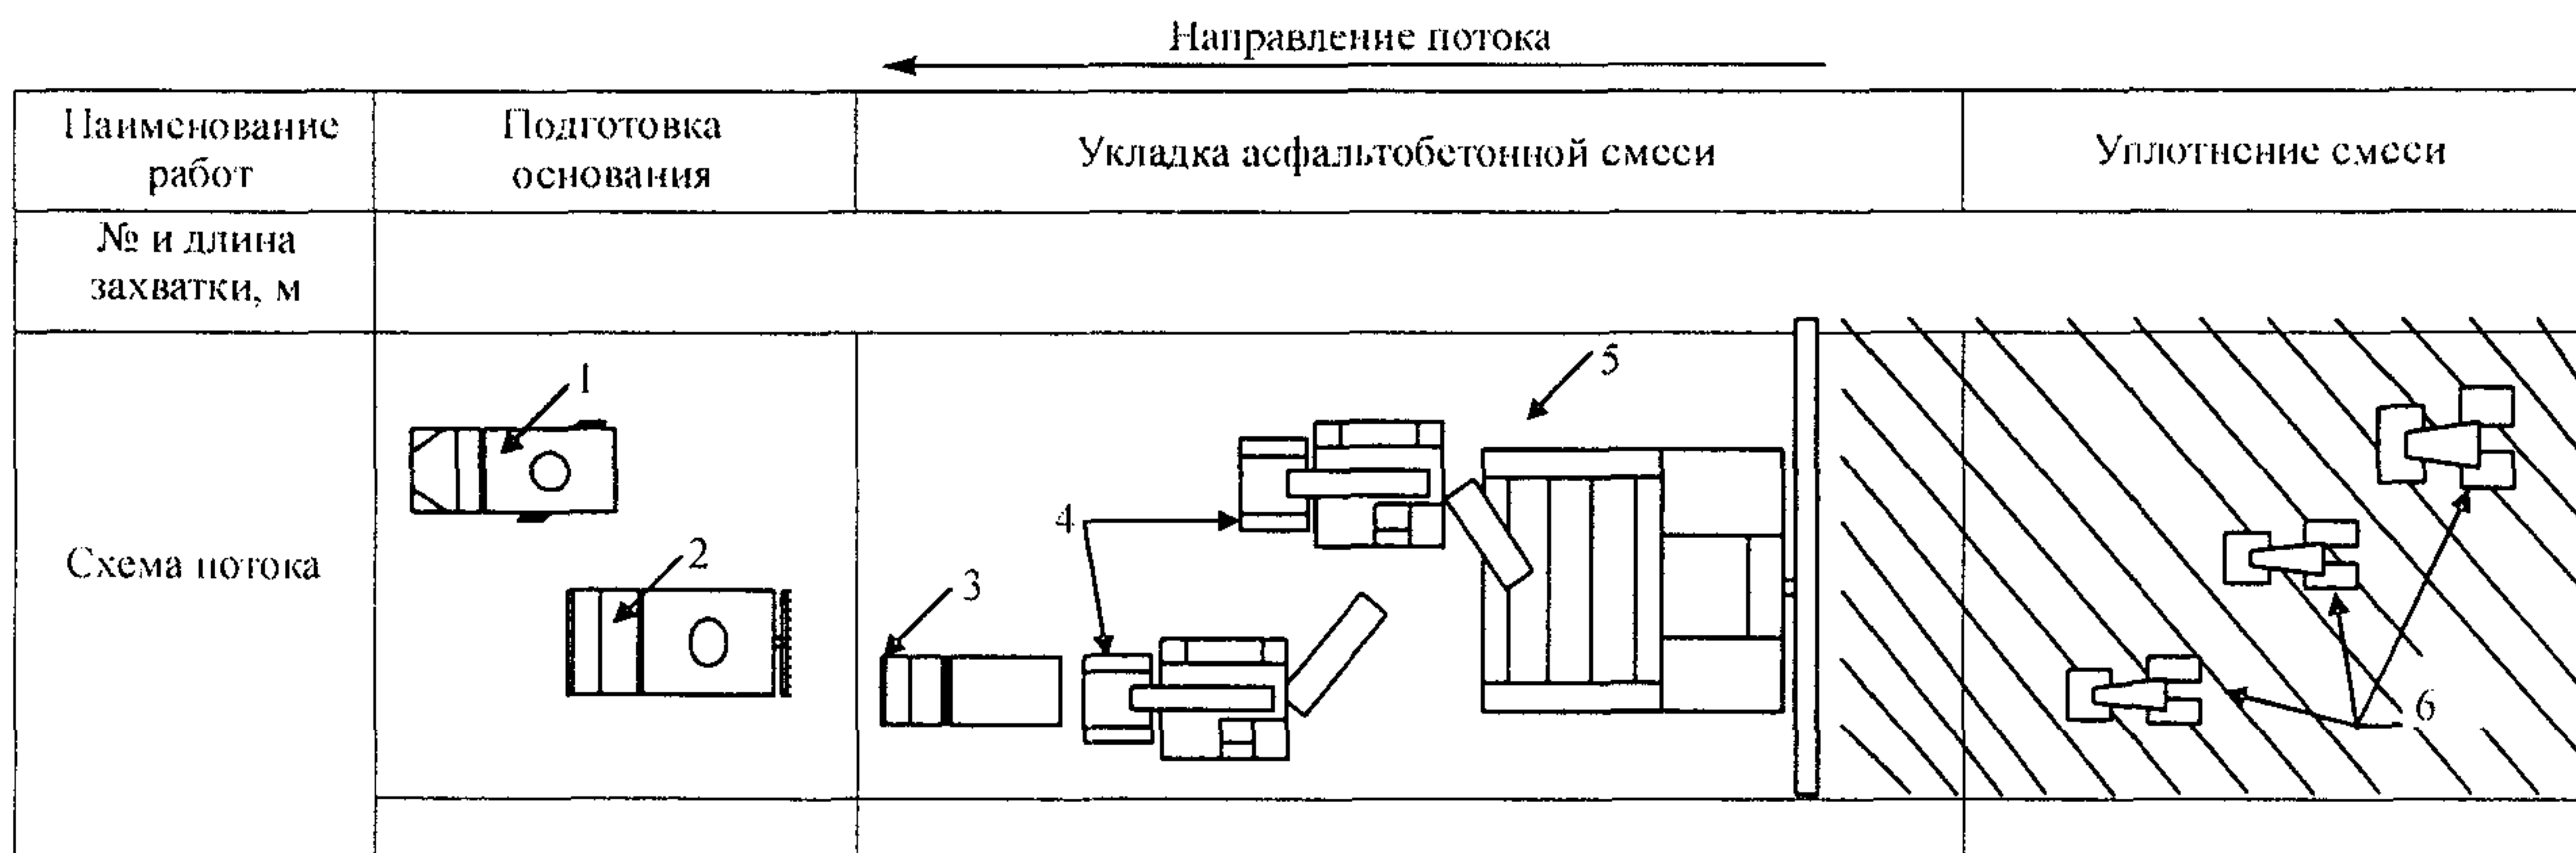 Направление потока
Наименование
работ
Подготовка
основания
Укладка асфальтобетонной смеси
Уплотнение смеси
№ и длина
захватки, м
Схема потока
1
2
3
4
5
6